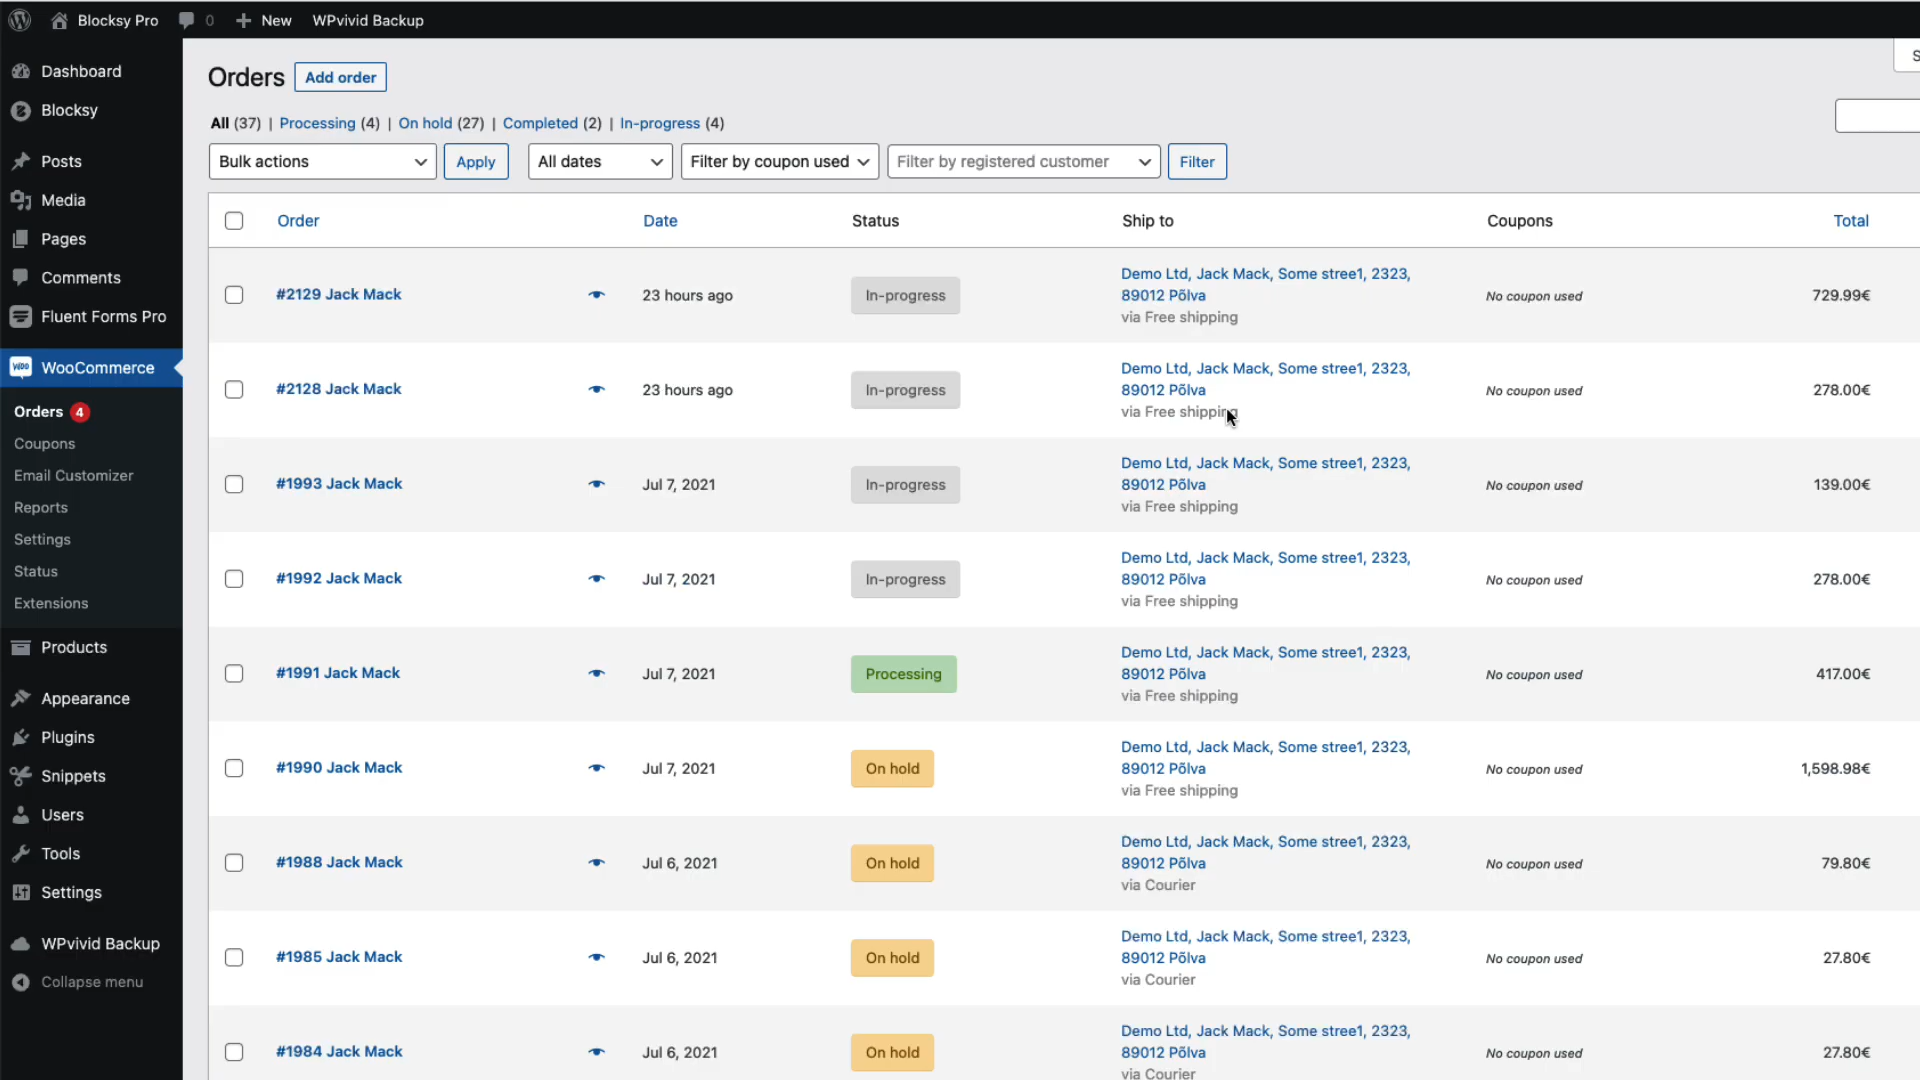 Blocksy Pro 0 New WPvivid Backup
Dashboard
Blocksy
Posts
Media
Pages
Comments
Fluent Forms Pro
WooCommerce
Orders 4
Coupons
Email Customizer
Reports
Settings
Status
Extensions
Products
Appearance
Plugins
Snippets
Users
Tools
Settings
WPvivid Backup
Collapse menu
Orders Add order
S
All (37) | Processing (4) | On hold (27) | Completed (2) | In-progress (4)
Bulk actions Apply All dates Filter by coupon used Filter by registered customer Filter
Order Date Status Ship to Coupons Total
#2129 Jack Mack 23 hours ago In-progress Demo Ltd, Jack Mack, Some stree1, 2323, No coupon used 729.99€
89012 Põlva
via Free shipping
#2128 Jack Mack 23 hours ago In-progress Demo Ltd, Jack Mack, Some stree1, 2323, No coupon used 278.00€
89012 Põlva
via Free shipping
#1993 Jack Mack Jul 7, 2021 In-progress Demo Ltd, Jack Mack, Some stree1, 2323, No coupon used 139.00€
89012 Põlva
via Free shipping
#1992 Jack Mack Jul 7, 2021 In-progress Demo Ltd, Jack Mack, Some stree1, 2323, No coupon used 278.00€
89012 Põlva
via Free shipping
#1991 Jack Mack Jul 7, 2021 Processing Demo Ltd, Jack Mack, Some stree1, 2323, No coupon used 417.00€
89012 Põlva
via Free shipping
#1990 Jack Mack Jul 7, 2021 On hold Demo Ltd, Jack Mack, Some stree1, 2323, No coupon used 1,598.98€
89012 Põlva
via Free shipping
#1988 Jack Mack Jul 6, 2021 On hold Demo Ltd, Jack Mack, Some stree1, 2323, No coupon used 79.80€
89012 Põlva
via Courier
#1985 Jack Mack Jul 6, 2021 On hold Demo Ltd, Jack Mack, Some stree1, 2323, No coupon used 27.80€
89012 Põlva
via Courier
#1984 Jack Mack Jul 6, 2021 On hold Demo Ltd, Jack Mack, Some stree1, 2323, No coupon used 27.80€
89012 Põlva
via Courier